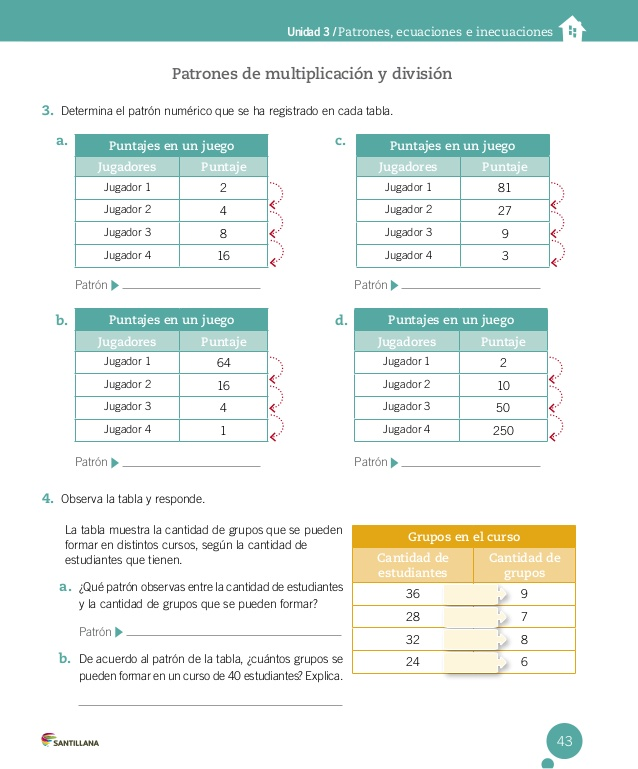 Unidad 3 / Patrones, ecuaciones e inecuaciones
Patrones de multiplicación y división
3. Determina el patrón numérico que se ha registrado en cada tabla.
a.
Puntajes en un juego
Jugadores Puntaje
Jugador 1 2
Jugador 2 4
Jugador 3 8
Jugador 4 16
Patrón
c.
Puntajes en un juego
Jugadores Puntaje
Jugador 1 81
Jugador 2 27
Jugador 3 9
Jugador 4 3
Patrón
b.
Puntajes en un juego
Jugadores Puntaje
Jugador 1 64
Jugador 2 16
Jugador 3 4
Jugador 4 1
Patrón
d.
Puntajes en un juego
Jugadores Puntaje
Jugador 1 2
Jugador 2 10
Jugador 3 50
Jugador 4 250
Patrón
4. Observa la tabla y responde.
La tabla muestra la cantidad de grupos que se pueden
formar en distintos cursos, según la cantidad de
estudiantes que tienen.
a. ¿Qué patrón observas entre la cantidad de estudiantes
y la cantidad de grupos que se pueden formar?
Patrón
b. De acuerdo al patrón de la tabla, ¿cuántos grupos se
pueden formar en un curso de 40 estudiantes? Explica.
Grupos en el curso
Cantidad de estudiantes
Cantidad de grupos
36 9
28 7
32 8
24 6
SANTILLANA
43